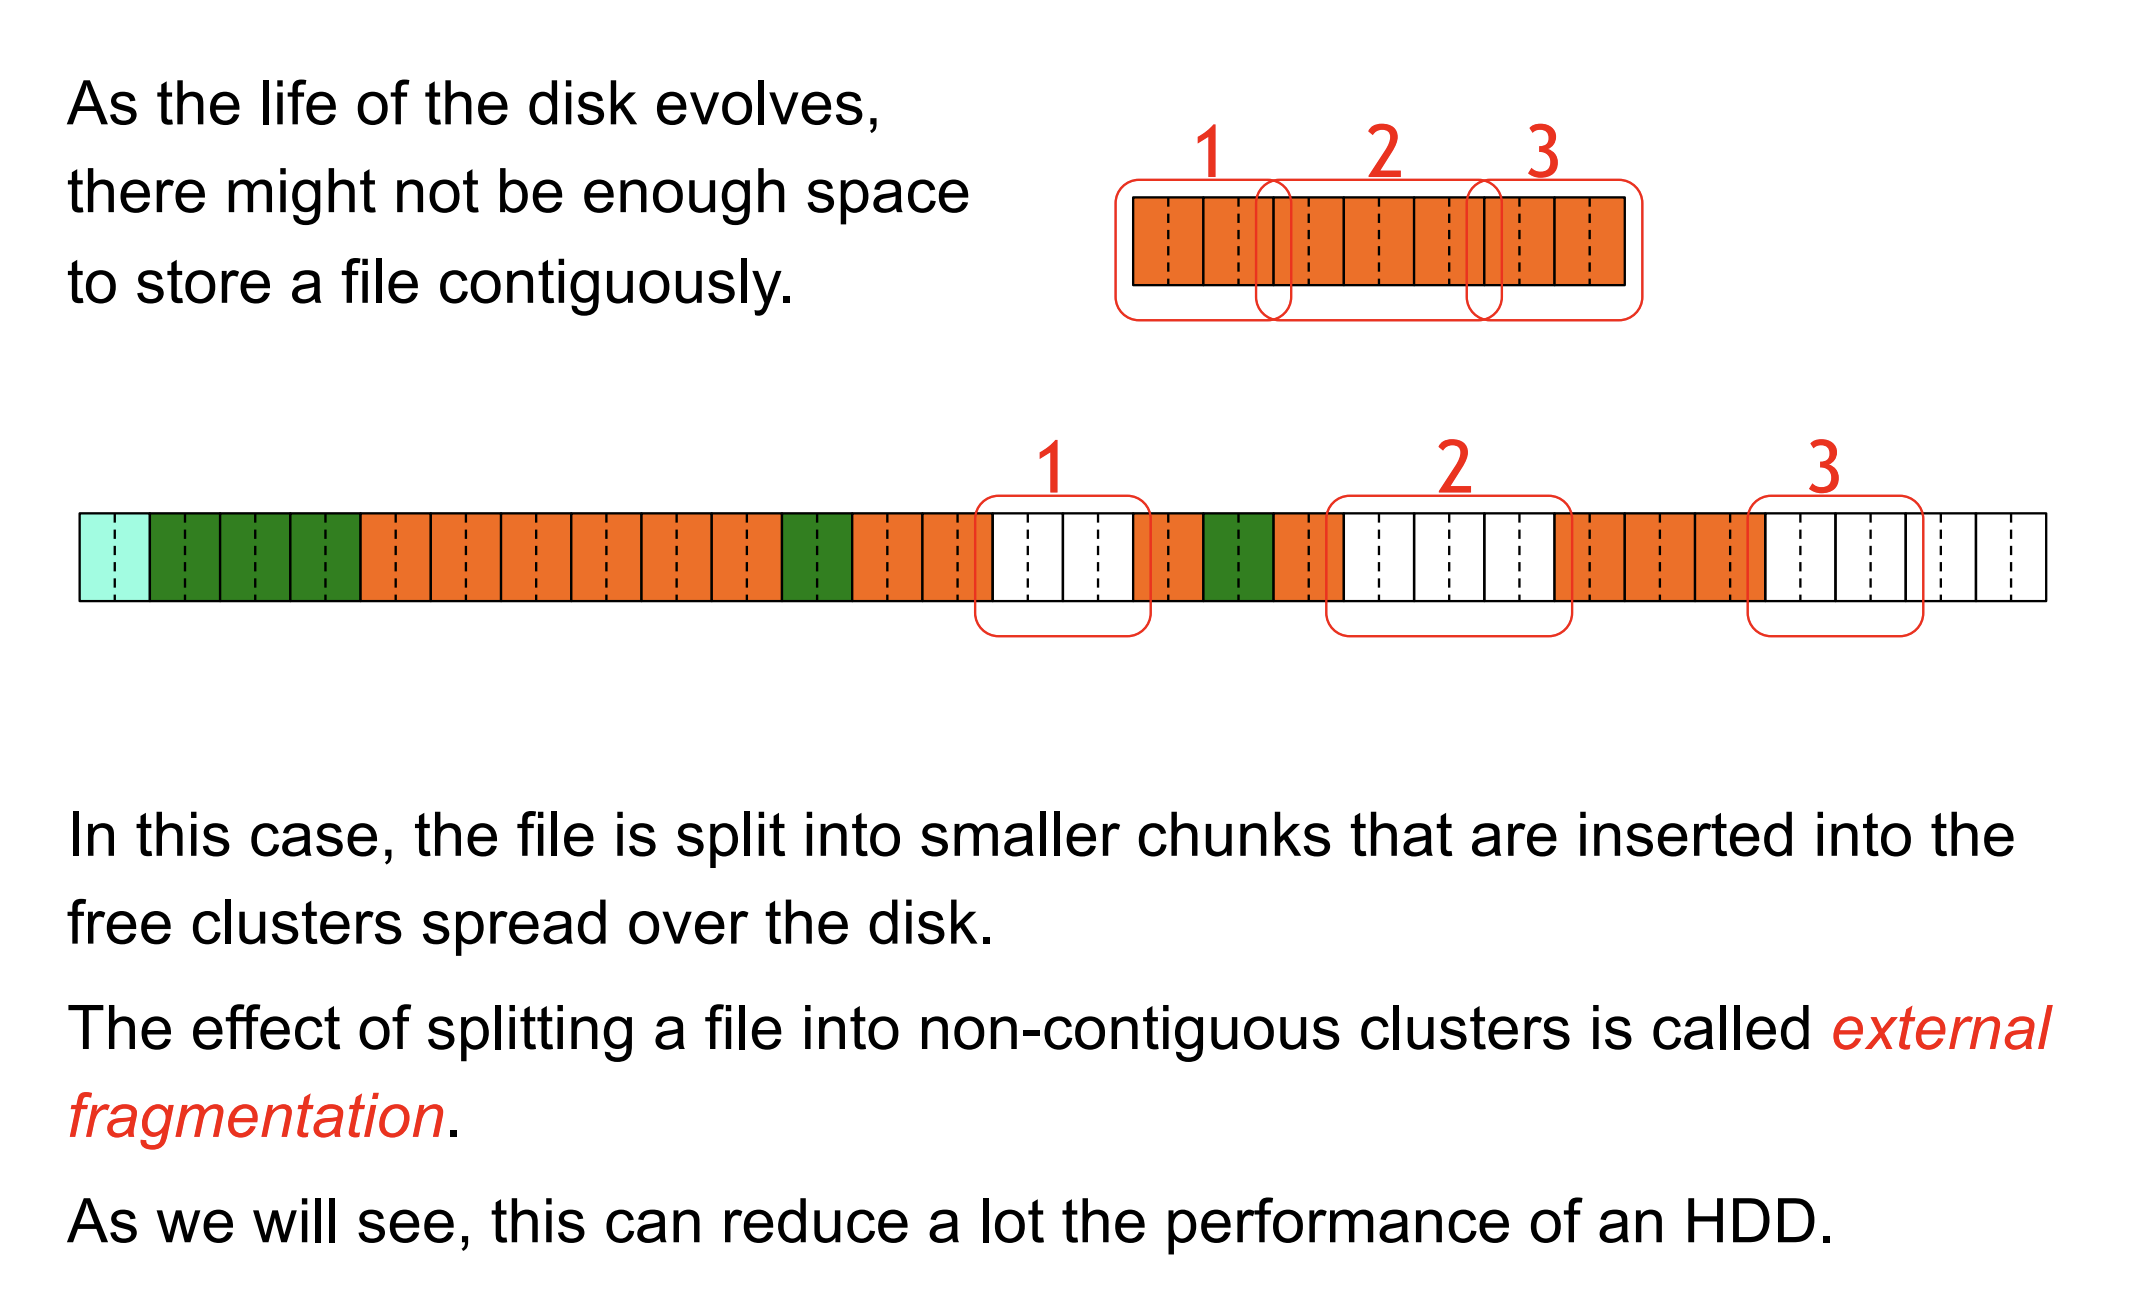 As the life of the disk evolves,
there might not be enough space
to store a file contiguously.
1 2 3
1 2 3
In this case, the file is split into smaller chunks that are inserted into the
free clusters spread over the disk.
The effect of splitting a file into non-contiguous clusters is called external
fragmentation.
As we will see, this can reduce a lot the performance of an HDD.